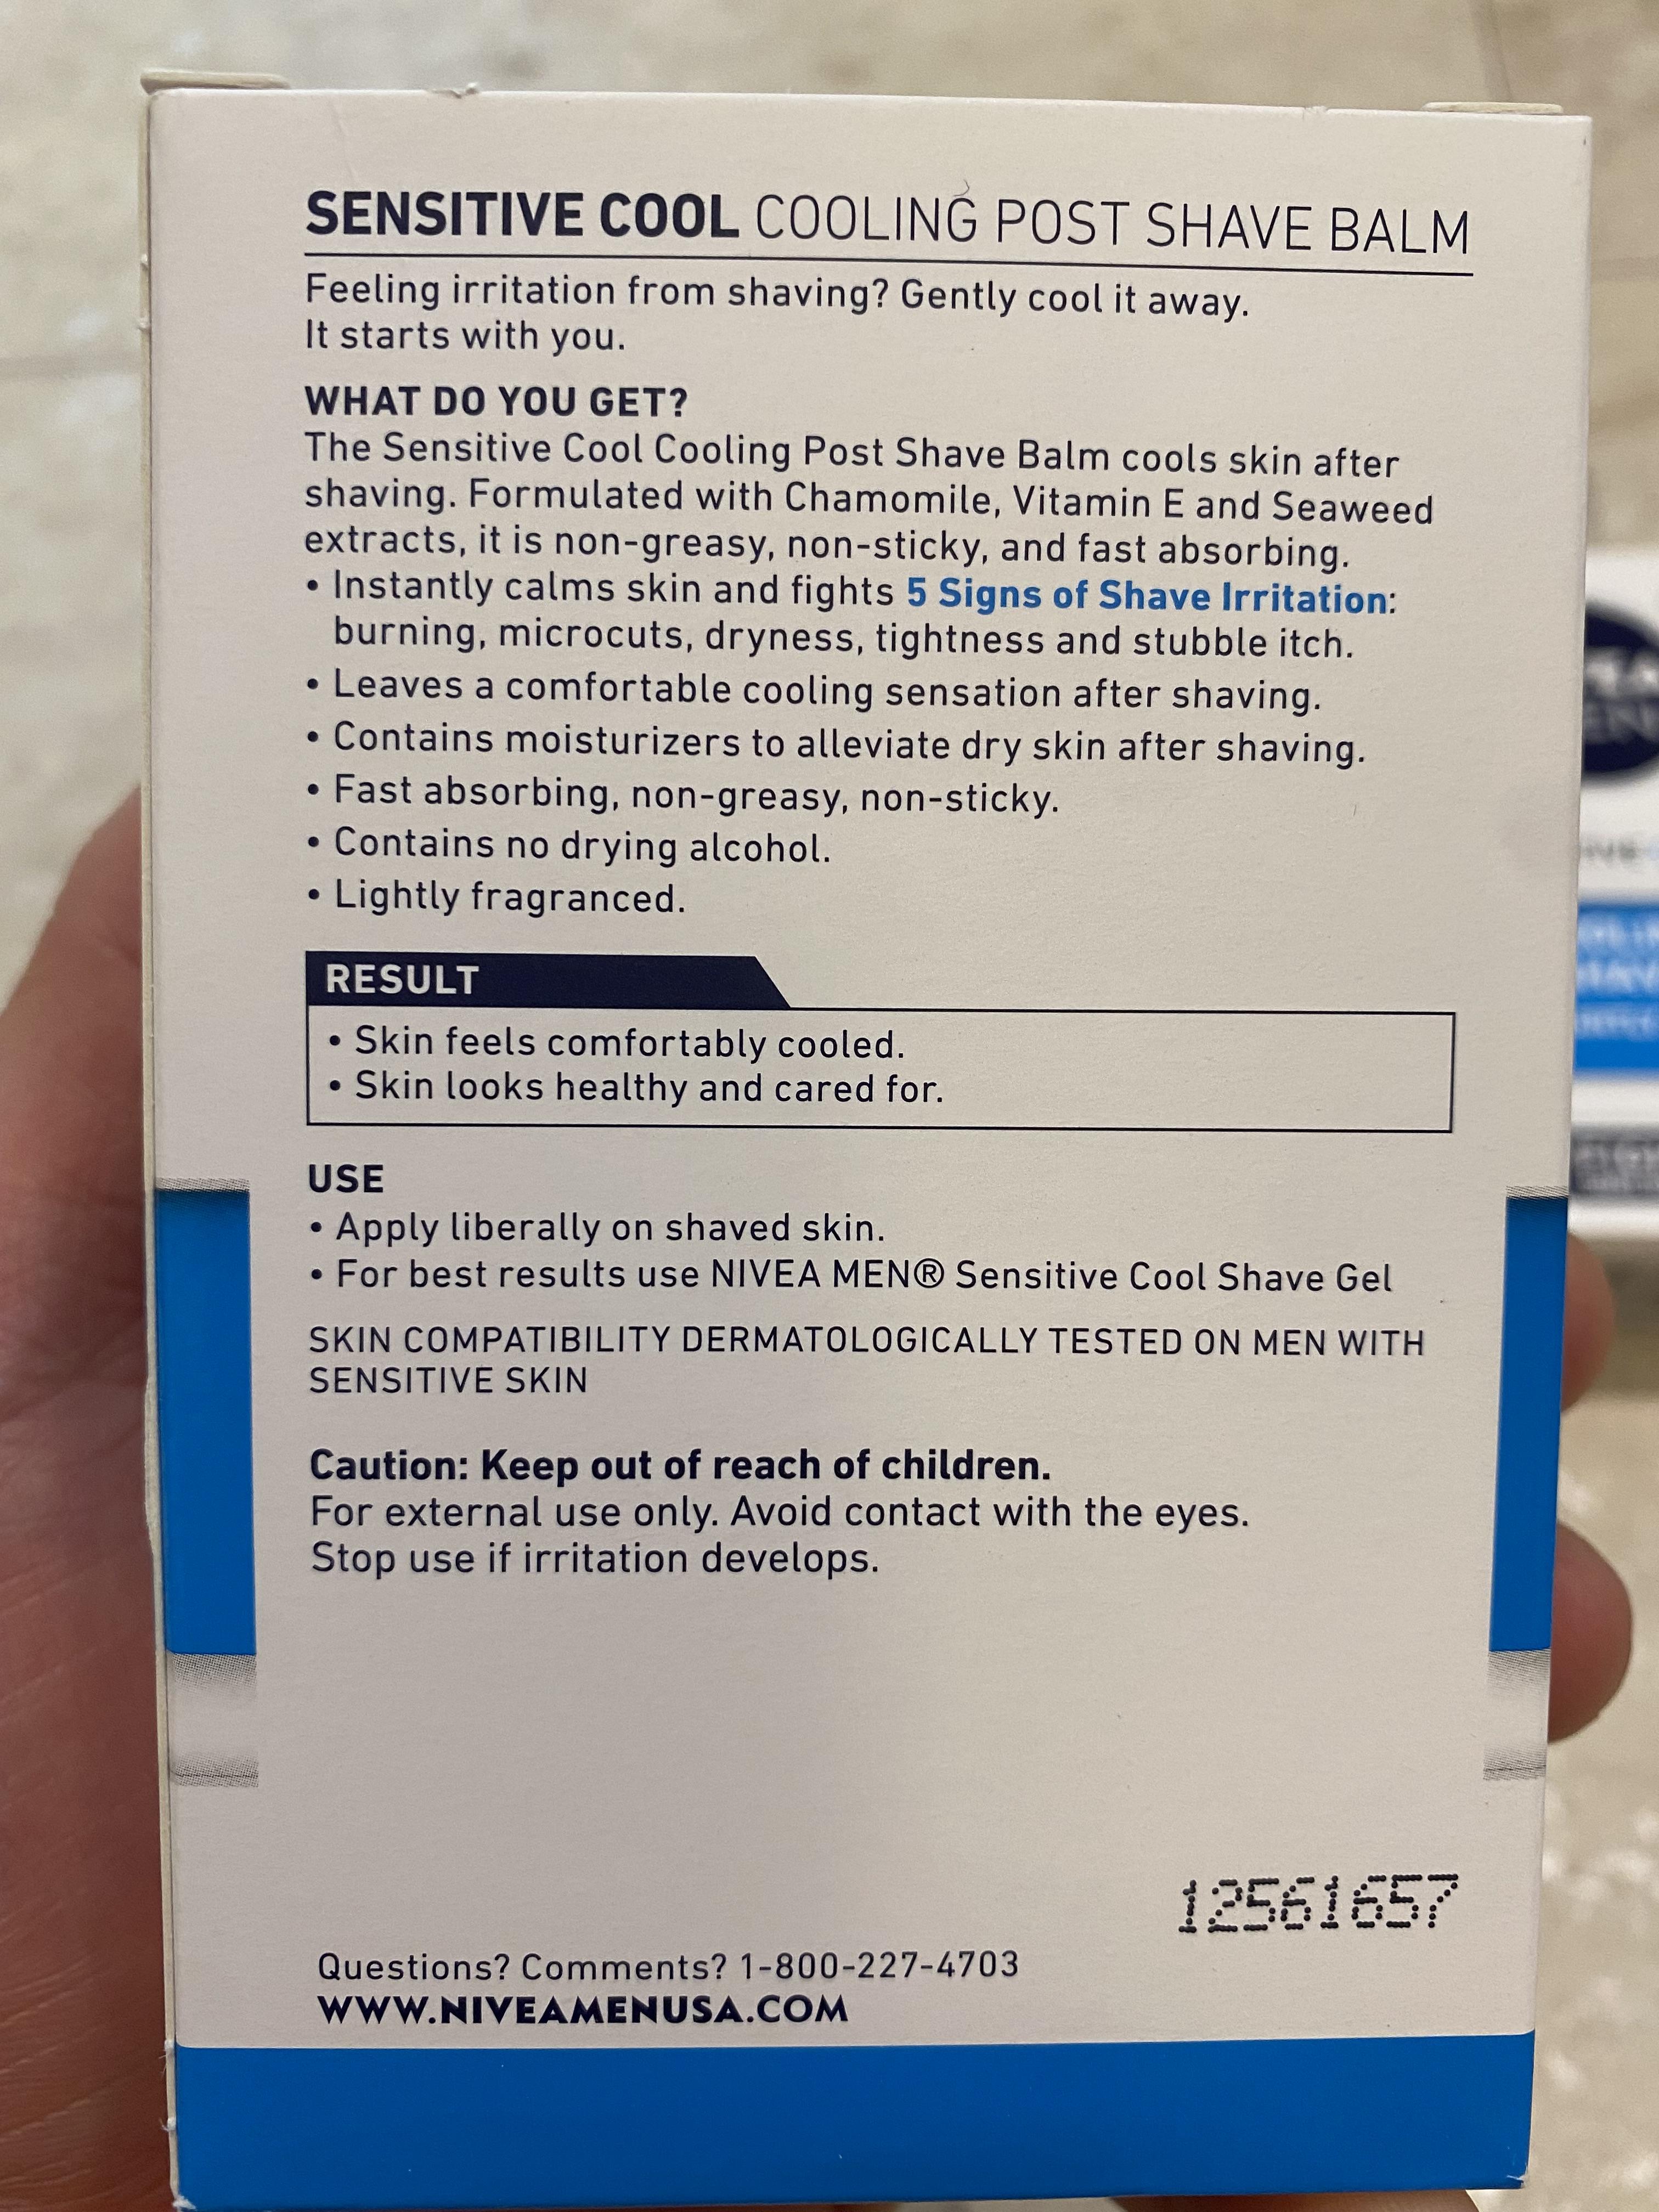 SENSITIVE COOL COOLING POST SHAVE BALM
Feeling irritation from shaving? Gently cool it away.
It starts with you.
WHAT DO YOU GET?
The Sensitive Cool Cooling Post Shave Balm cools skin after
shaving. Formulated with Chamomile, Vitamin E and Seaweed
extracts, it is non-greasy, non-sticky, and fast absorbing.
• Instantly calms skin and fights 5 Signs of Shave Irritation:
burning, microcuts, dryness, tightness and stubble itch.
• Leaves a comfortable cooling sensation after shaving.
• Contains moisturizers to alleviate dry skin after shaving.
• Fast absorbing, non-greasy, non-sticky.
• Contains no drying alcohol.
• Lightly fragranced.
RESULT
• Skin feels comfortably cooled.
• Skin looks healthy and cared for.
USE
• Apply liberally on shaved skin.
• For best results use NIVEA MEN® Sensitive Cool Shave Gel
SKIN COMPATIBILITY DERMATOLOGICALLY TESTED ON MEN WITH
SENSITIVE SKIN
Caution: Keep out of reach of children.
For external use only. Avoid contact with the eyes.
Stop use if irritation develops.
12561657
Questions? Comments? 1-800-227-4703
WWW.NIVEAMENUSA.COM